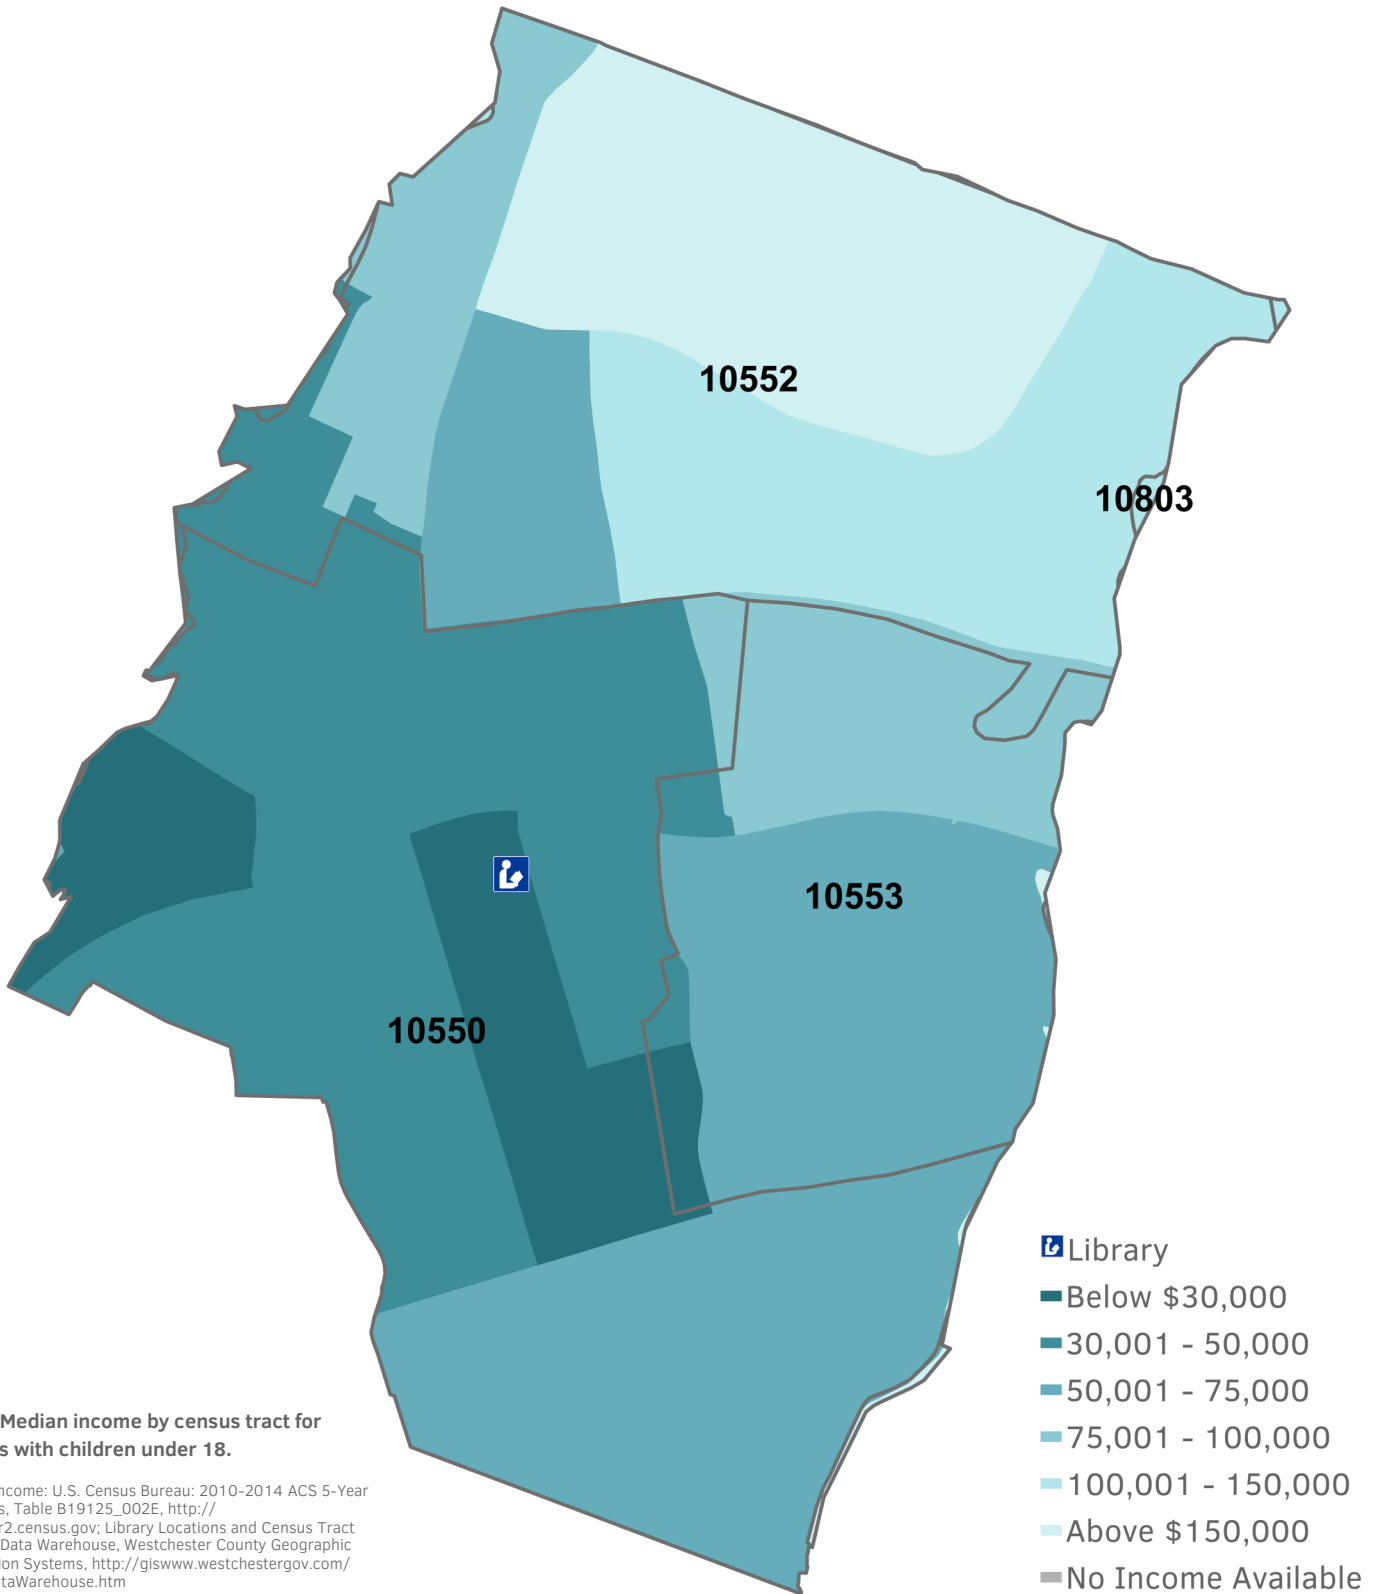 10552
10803
10553
10550
Library
Below $30,000
30,001 - 50,000
50,001 - 75,000
75,001 - 100,000
100,001 - 150,000
Above $150,000
No Income Available
Median income by census tract for
s with children under 18.
ncome: U.S. Census Bureau: 2010-2014 ACS 5-Year
s, Table B19125_002E, http://
r2.census.gov; Library Locations and Census Tract
Data Warehouse, Westchester County Geographic
ion Systems, http://giswww.westchestergov.com/
taWarehouse.htm